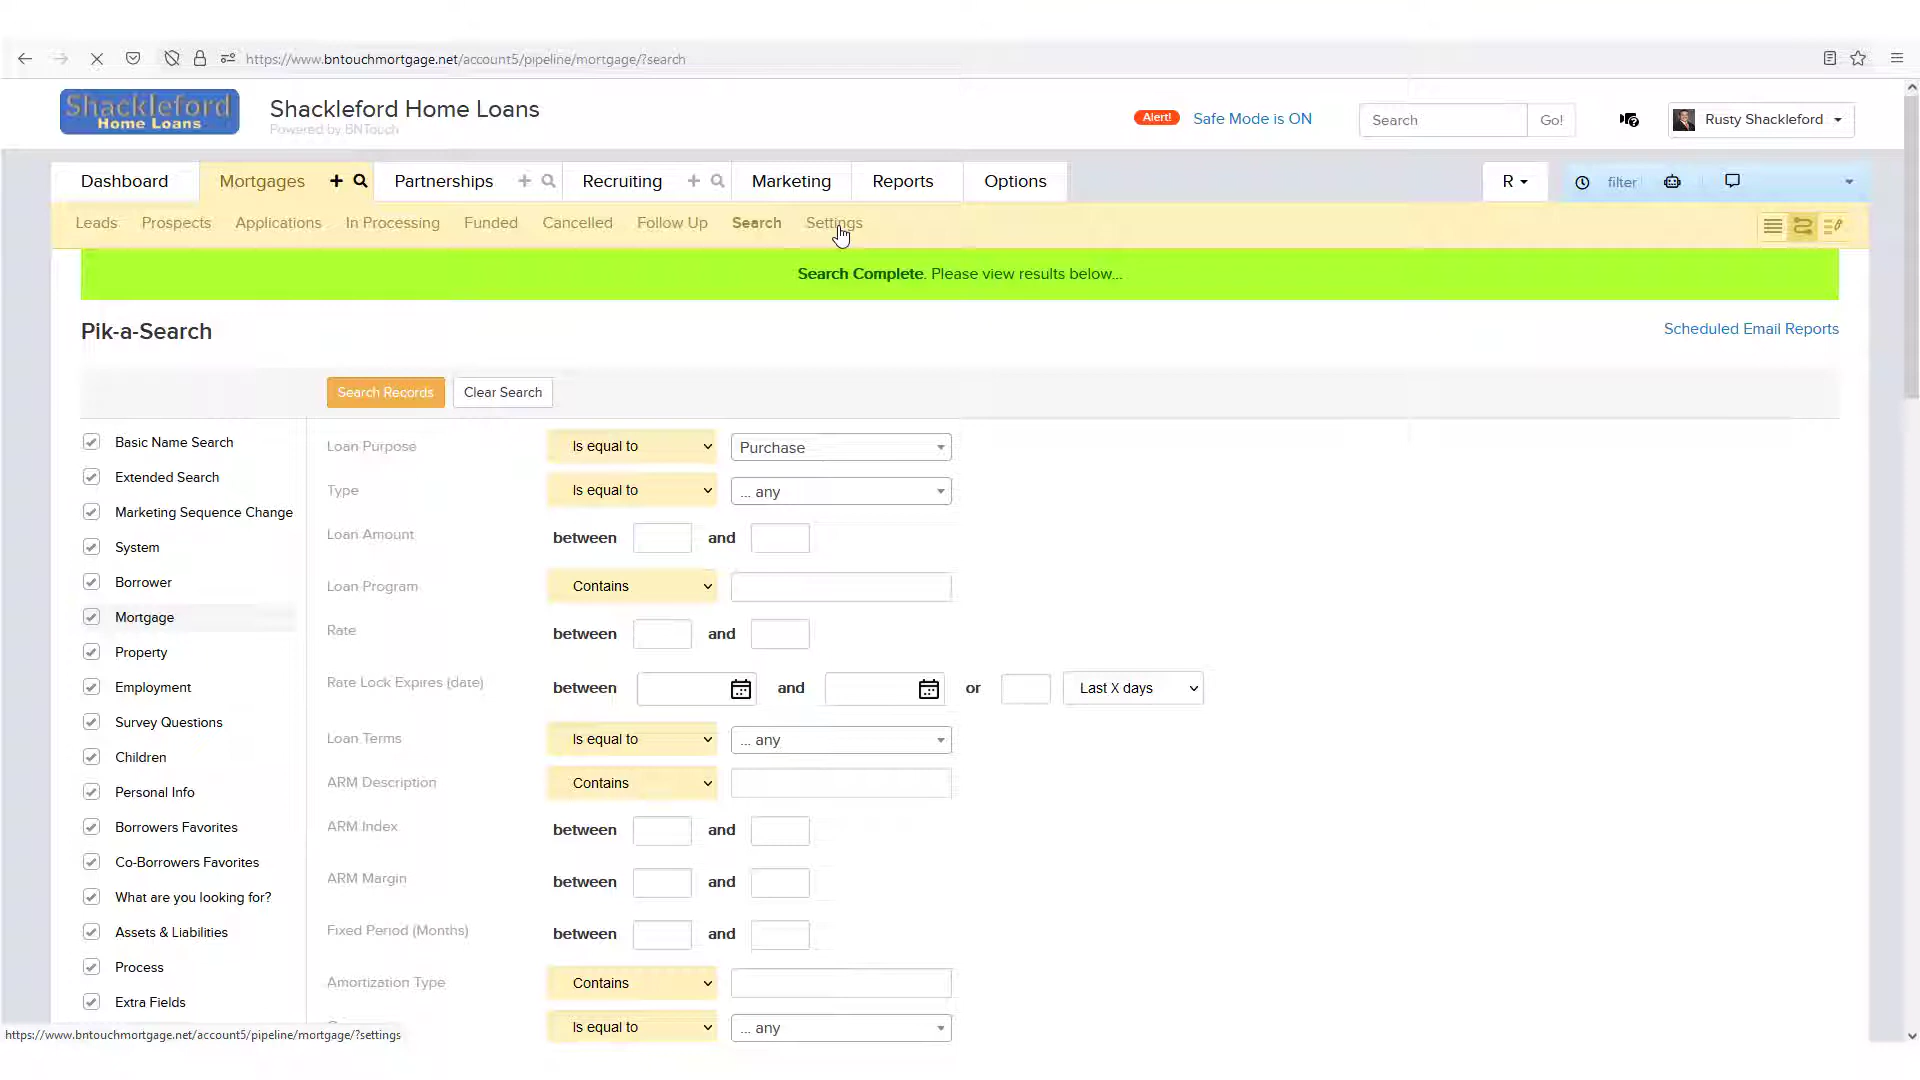 https://www.bntouchmortgage.net/account5/pipeline/mortgage/?search
Shackleford
Home Loans
Shackleford Home Loans
Powered by BNTouch
Alert! Safe Mode is ON
Search Go!
Rusty Shackleford
Dashboard Mortgages Partnerships Recruiting Marketing Reports Options R filter
Leads Prospects Applications In Processing Funded Cancelled Follow Up Search Settings
Search Complete. Please view results below...
Pik-a-Search Scheduled Email Reports
Search Records Clear Search
Basic Name Search
Extended Search
Marketing Sequence Change
System
Borrower
Mortgage
Property
Employment
Survey Questions
Children
Personal Info
Borrowers Favorites
Co-Borrowers Favorites
What are you looking for?
Assets & Liabilities
Process
Extra Fields
Loan Purpose Is equal to Purchase
Type Is equal to ... any
Loan Amount between and
Loan Program Contains
Rate between and
Rate Lock Expires (date) between and or Last X days
Loan Terms Is equal to ... any
ARM Description Contains
ARM Index between and
ARM Margin between and
Fixed Period (Months) between and
Amortization Type Contains
Is equal to ... any
https://www.bntouchmortgage.net/account5/pipeline/mortgage/?settings